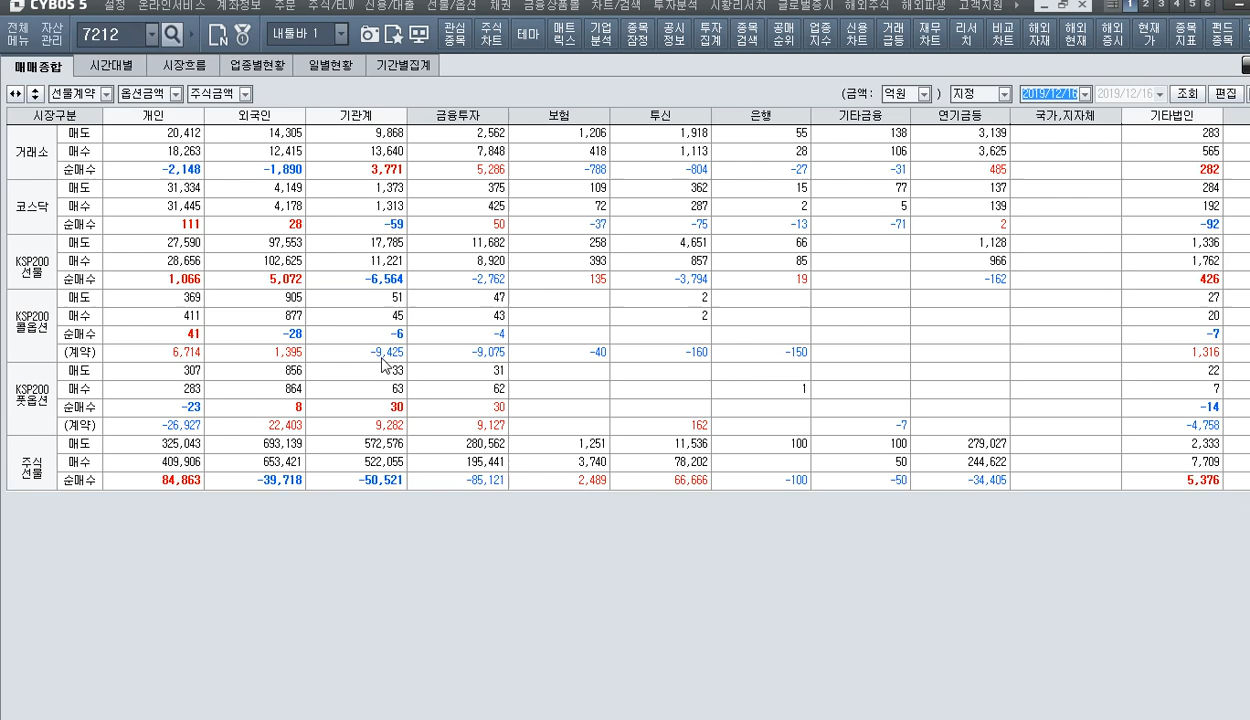 CYBOS 5 설정 온라인서비스 계좌정보 주문 주식/ELW 신용/대출 선물/옵션 채권 금융상품몰 차트/검색 투자분석 시황리서치 글로벌증시 해외주식 해외파생 고객지원 1 2 3 4 5 6
전체 자산 관심 주식 매트 기업 종목 공시 투자 종목 공매 업종 신용 거래 재무 리서 비교 해외 해외 해외 현재 종목 펀드
7212 내툴바 1 테마
메뉴 관리 종목 차트 릭스 분석 잠정 정보 집계 검색 순위 지수 차트 급등 차트 치 차트 자재 현재 증시 가 지표 종목
매매종합 시간대별 시장흐름 업종별현황 일별현황 기간별집계
선물계약 옵션금액 주식금액 (금액: 억원 ) 지정 2019/12/16 2019/12/16 조회 편집
시장구분 개인 외국인 기관계 금융투자 보험 투신 은행 기타금융 연기금등 국가,지자체 기타법인
매도 20,412 14,305 9,868 2,562 1,206 1,918 55 138 3,139 283
거래소 매수 18,263 12,415 13,640 7,848 418 1,113 28 106 3,625 565
순매수 -2,148 -1,890 3,771 5,286 -788 -804 -27 -31 485 282
매도 31,334 4,149 1,373 375 109 362 15 77 137 284
코스닥 매수 31,445 4,178 1,313 425 72 287 2 5 139 192
순매수 111 28 -59 50 -37 -75 -13 -71 2 -92
매도 27,590 97,553 17,785 11,682 258 4,651 66 1,128 1,336
KSP200 선물 매수 28,656 102,625 11,221 8,920 393 857 85 966 1,762
순매수 1,066 5,072 -6,564 -2,762 135 -3,794 19 -162 426
매도 369 905 51 47 2 27
KSP200 콜옵션 매수 411 877 45 43 2 20
순매수 41 -28 -6 -4 -7
(계약) 6,714 1,395 -9,425 -9,075 -40 -160 -150 1,316
매도 307 856 33 31 22
KSP200 풋옵션 매수 283 864 63 62 1 7
순매수 -23 8 30 30 -14
(계약) -26,927 22,403 9,282 9,127 162 -7 -4,758
매도 325,043 693,139 572,576 280,562 1,251 11,536 100 100 279,027 2,333
주식 선물 매수 409,906 653,421 522,055 195,441 3,740 78,202 50 244,622 7,709
순매수 84,863 -39,718 -50,521 -85,121 2,489 66,666 -100 -50 -34,405 5,376